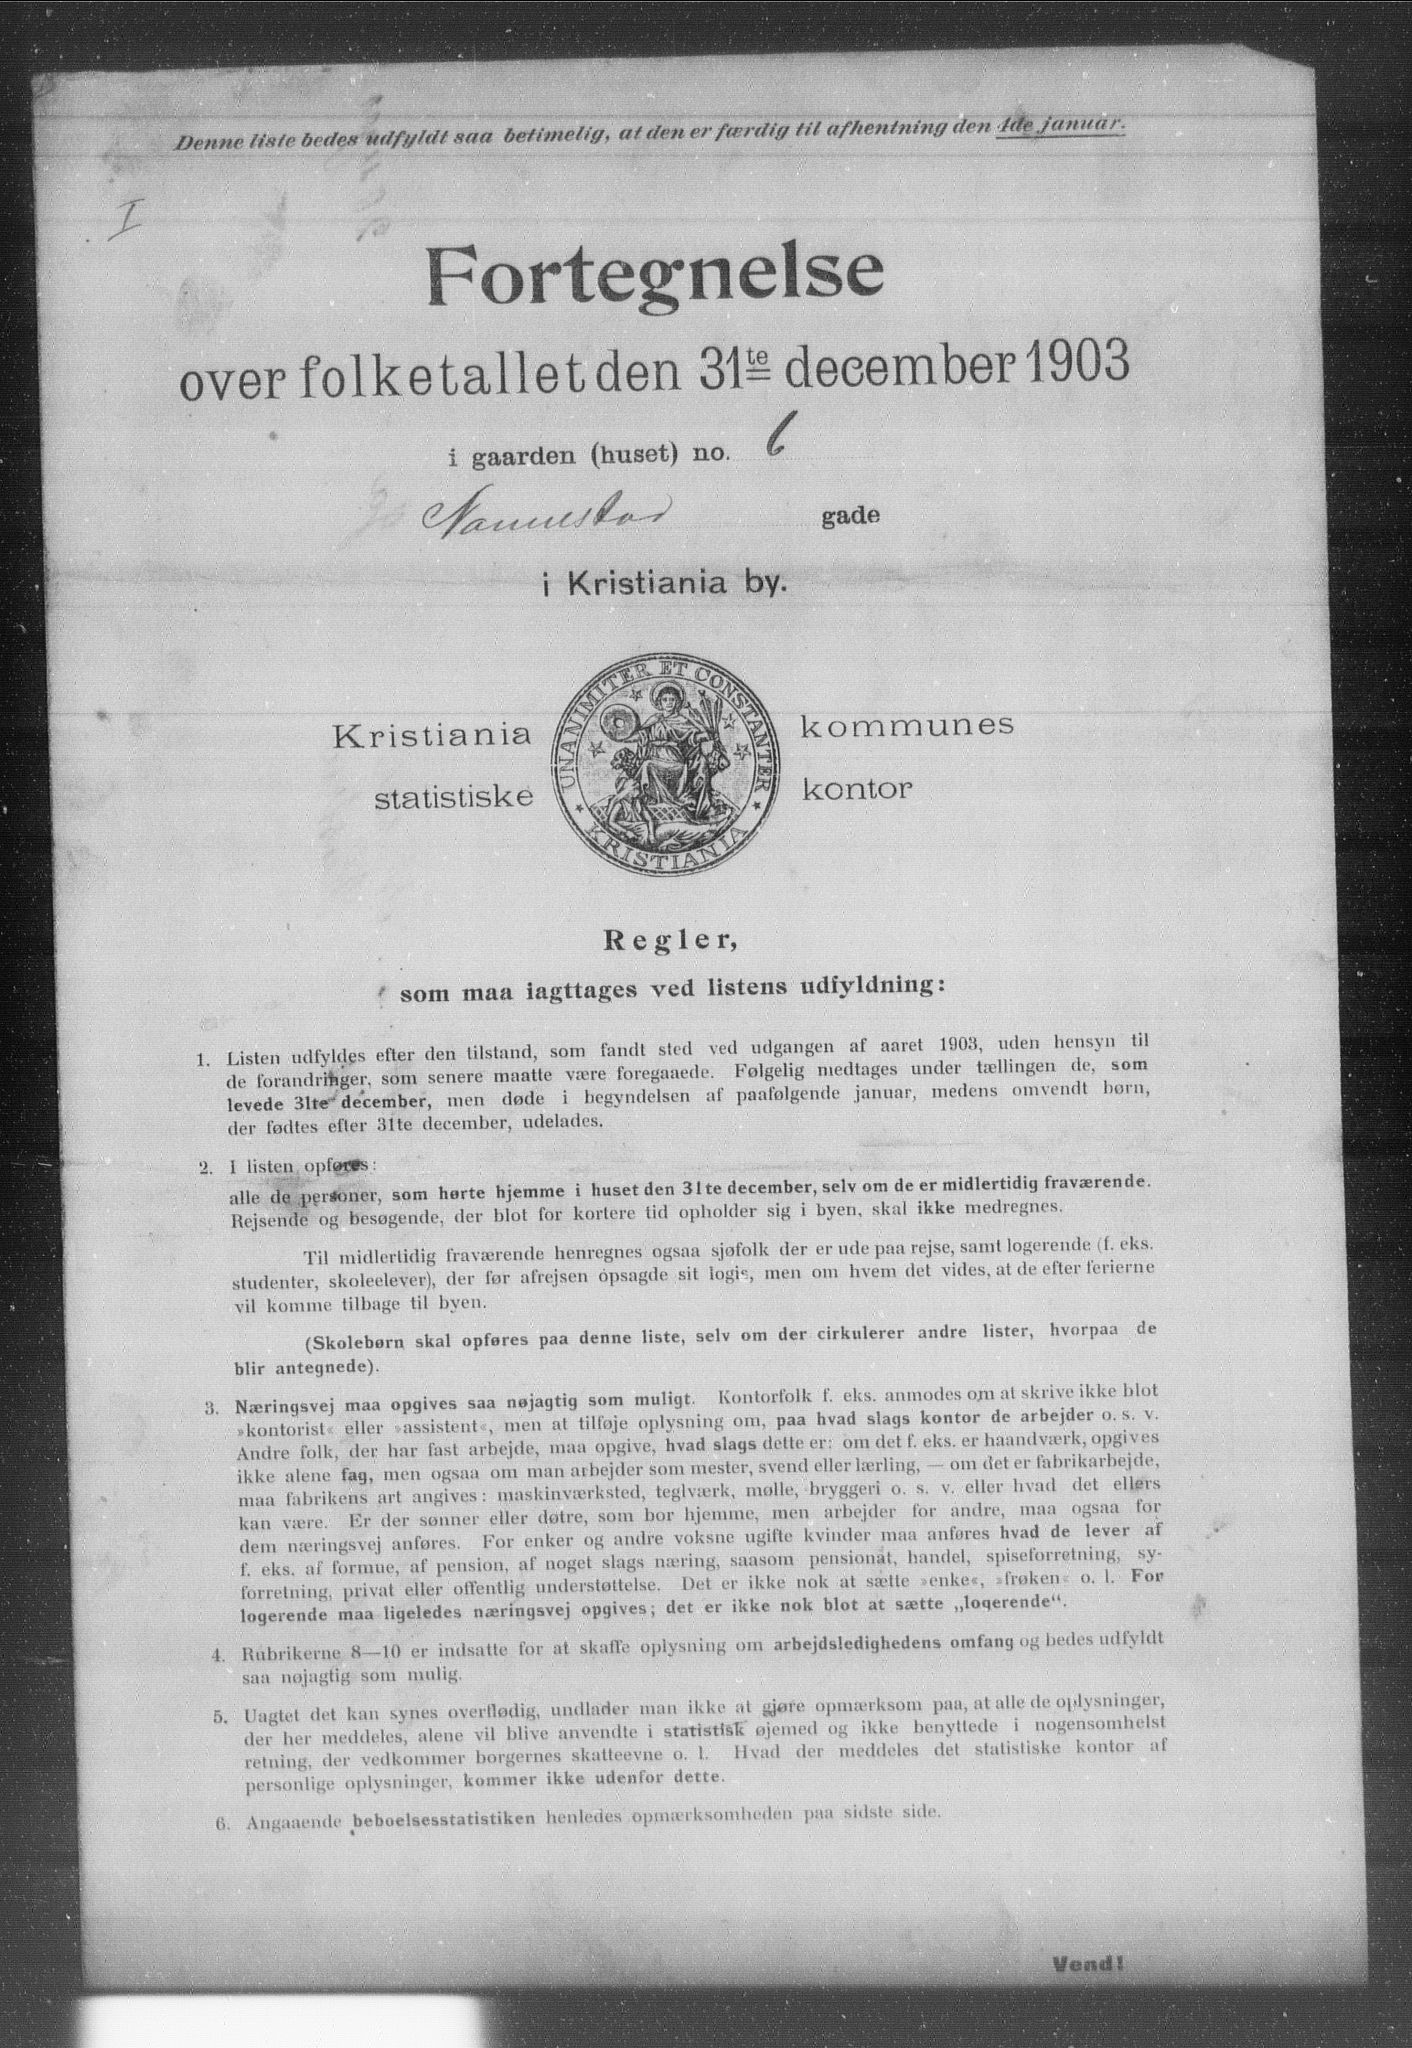 Denne liste bedes udfyldt saa betimelig, at den er færdig til afhentning den 4de januar.
I
Fortegnelse
over folketallet den 31te december 1903
i gaarden (huset) no. 6
Nannestad gade
i Kristiania by.
Kristiania kommunes
statistiske kontor
UNANIMITER ET CONSTANTER
KRISTIANIA
Regler,
som maa iagttages ved listens udfyldning:
1. Listen udfyldes efter den tilstand, som fandt sted ved udgangen af aaret 1903, uden hensyn til
de forandringer, som senere maatte være foregaaede. Følgelig medtages under tællingen de, som
levede 31te december, men døde i begyndelsen af paafølgende januar, medens omvendt børn,
der fødtes efter 31te december, udelades.
2. I listen opføres:
alle de personer, som hørte hjemme i huset den 31te december, selv om de er midlertidig fraværende.
Rejsende og besøgende, der blot for kortere tid opholder sig i byen, skal ikke medregnes.
Til midlertidig fraværende henregnes ogsaa sjøfolk der er ude paa rejse, samt logerende (f. eks.
studenter, skoleelever), der før afrejsen opsagde sit logis, men om hvem det vides, at de efter ferierne
vil komme tilbage til byen.
(Skolebørn skal opføres paa denne liste, selv om der cirkulerer andre lister, hvorpaa de
blir antegnede).
3. Næringsvej maa opgives saa nøjagtig som muligt. Kontorfolk f. eks. anmodes om at skrive ikke blot
»kontorist« eller »assistent«, men at tilføje oplysning om, paa hvad slags kontor de arbejder o. s. v.
Andre folk, der har fast arbejde, maa opgive, hvad slags dette er: om det f. eks. er haandværk, opgives
ikke alene fag, men ogsaa om man arbejder som mester, svend eller lærling, — om det er fabrikarbejde,
maa fabrikens art angives: maskinværksted, teglværk, mølle, bryggeri o. s. v. eller hvad det ellers
kan være. Er der sønner eller døtre, som bor hjemme, men arbejder for andre, maa ogsaa for
dem næringsvej anføres. For enker og andre voksne ugifte kvinder maa anføres hvad de lever af
f. eks. af formue, af pension, af noget slags næring, saasom pensionat, handel, spiseforretning, sy-
forretning, privat eller offentlig understøttelse. Det er ikke nok at sætte »enke«, »frøken« o. l. For
logerende maa ligeledes næringsvej opgives; det er ikke nok blot at sætte „logerende“.
4. Rubrikerne 8—10 er indsatte for at skaffe oplysning om arbejdsledighedens omfang og bedes udfyldt
saa nøjagtig som mulig.
5. Uagtet det kan synes overflødig, undlader man ikke at gjøre opmærksom paa, at alle de oplysninger,
der her meddeles, alene vil blive anvendte i statistisk øjemed og ikke benyttede i nogensomhelst
retning, der vedkommer borgernes skatteevne o. l. Hvad der meddeles det statistiske kontor af
personlige oplysninger, kommer ikke udenfor dette.
6. Angaaende beboelsesstatistiken henledes opmærksomheden paa sidste side.
Vend!